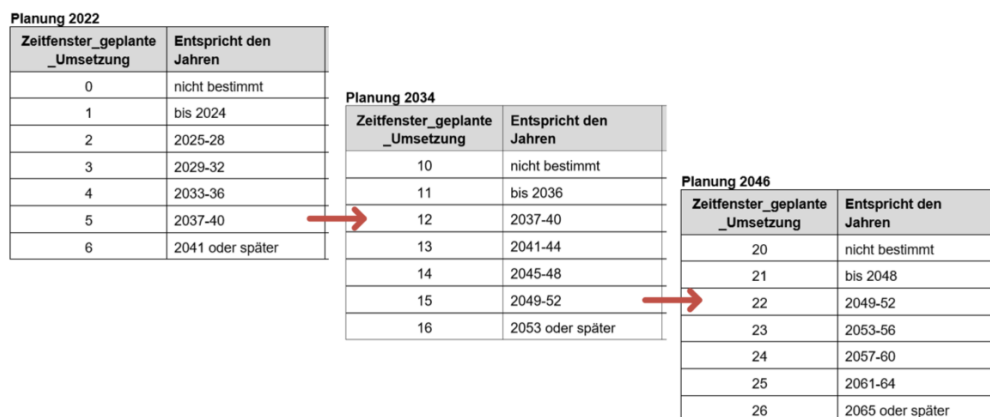 Planung 2022
Zeitfenster_geplante Entspricht den
_Umsetzung Jahren
0 nicht bestimmt
1 bis 2024
2 2025-28
3 2029-32
4 2033-36
5 2037-40
6 2041 oder später
Planung 2034
Zeitfenster_geplante Entspricht den
_Umsetzung Jahren
10 nicht bestimmt
11 bis 2036
12 2037-40
13 2041-44
14 2045-48
15 2049-52
16 2053 oder später
Planung 2046
Zeitfenster_geplante Entspricht den
_Umsetzung Jahren
20 nicht bestimmt
21 bis 2048
22 2049-52
23 2053-56
24 2057-60
25 2061-64
26 2065 oder später